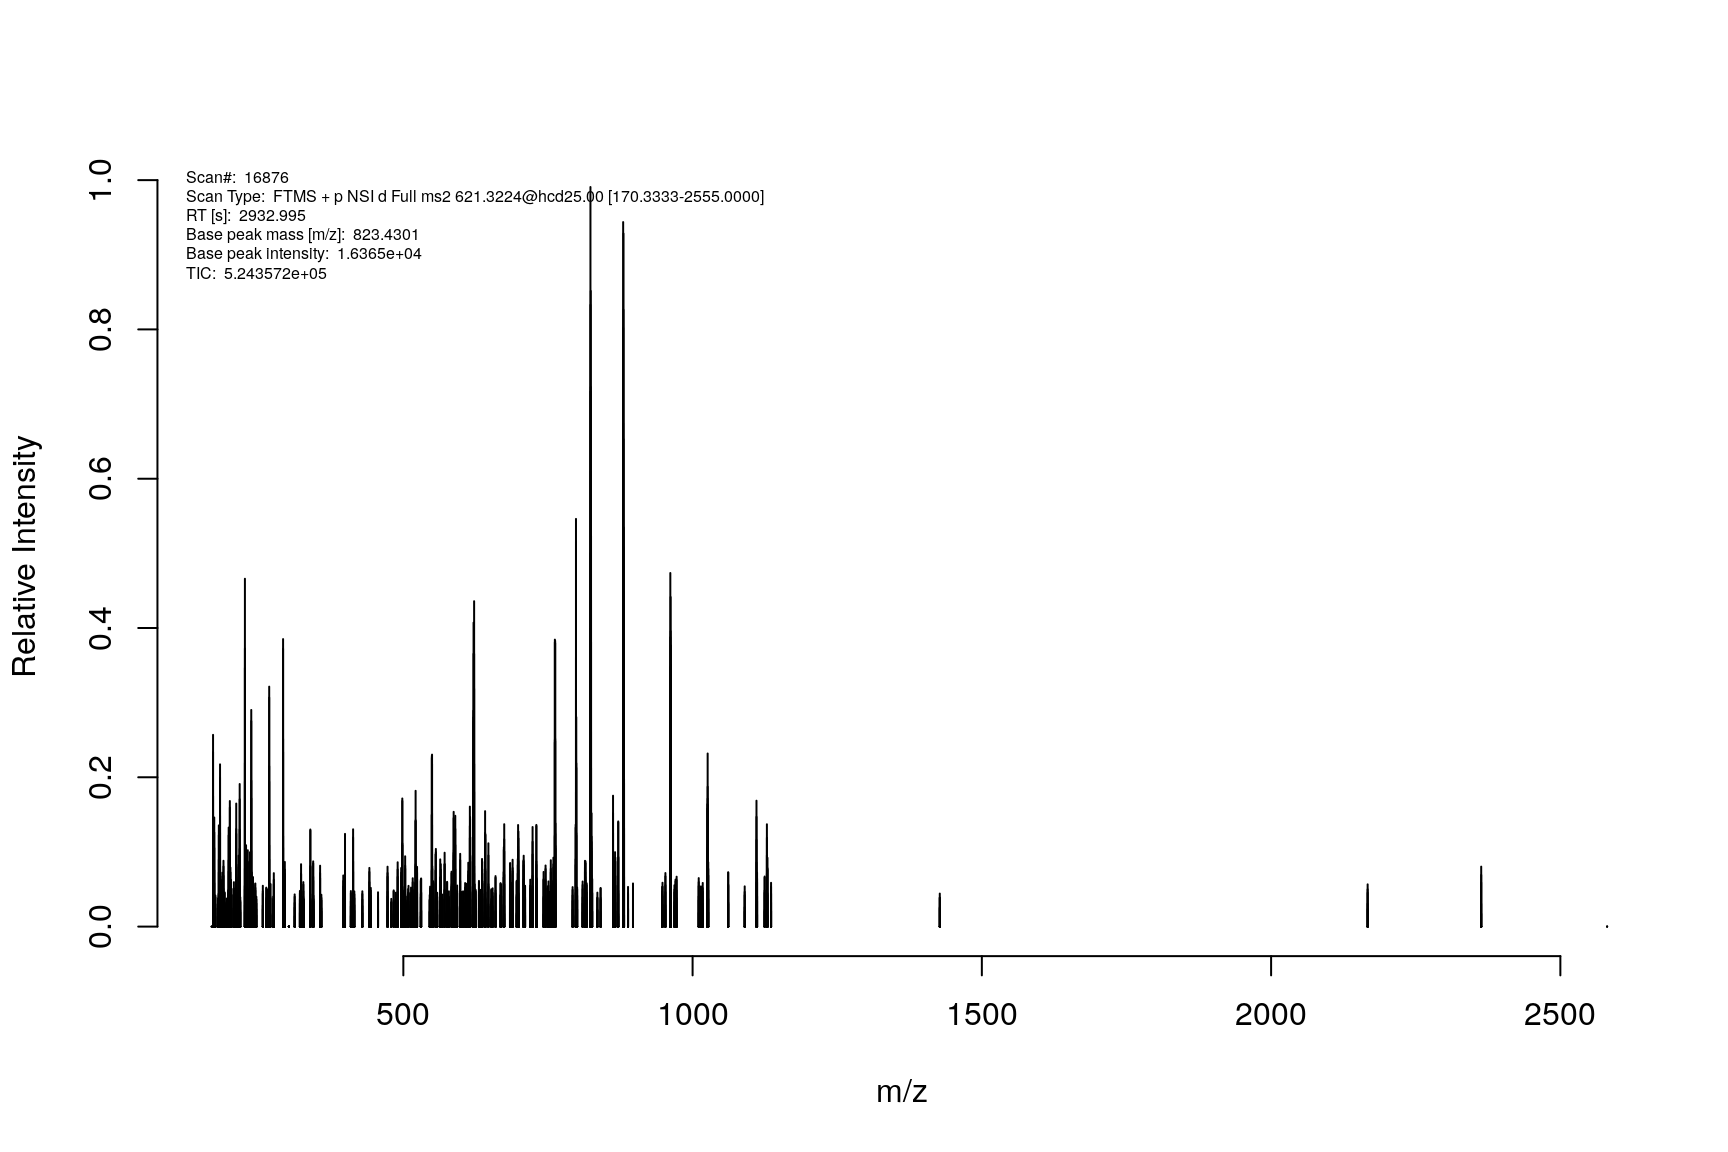 Scan#: 16876
Scan Type: FTMS + p NSI d Full ms2 621.3224@hcd25.00 [170.3333-2555.0000]
RT [s]: 2932.995
Base peak mass [m/z]: 823.4301
Base peak intensity: 1.6365e+04
TIC: 5.243572e+05
Relative Intensity
1.0
0.8
0.6
0.4
0.2
0.0
500 1000 1500 2000 2500
m/z